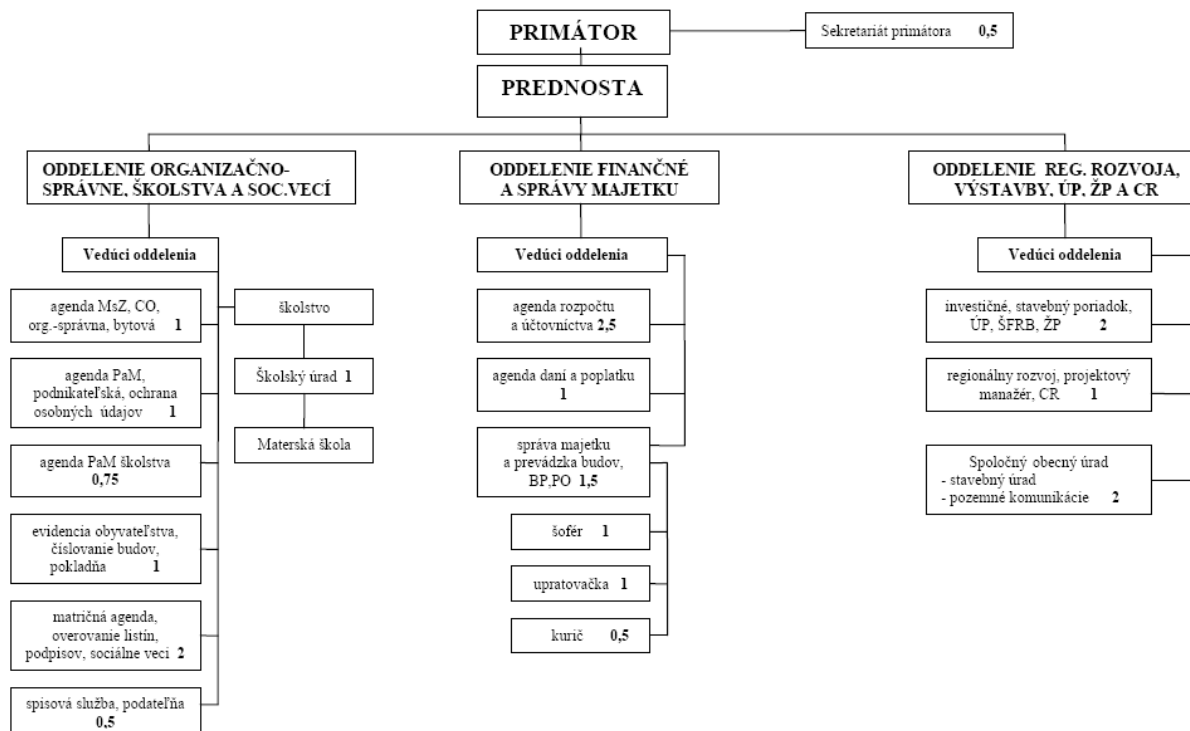 PRIMÁTOR
Sekretariát primátora 0,5
PREDNOSTA
ODDELENIE ORGANIZAČNO-
SPRÁVNE, ŠKOLSTVA A SOC.VECÍ
Vedúci oddelenia
agenda MsZ, CO,
org.-správna, bytová 1
agenda PaM,
podnikateľská, ochrana
osobných údajov 1
agenda PaM školstva
0,75
evidencia obyvateľstva,
číslovanie budov,
pokladňa 1
matričná agenda,
overovanie listín,
podpisov, sociálne veci 2
spisová služba, podateľňa
0,5
školstvo
Školský úrad 1
Materská škola
ODDELENIE FINANČNÉ
A SPRÁVY MAJETKU
Vedúci oddelenia
agenda rozpočtu
a účtovníctva 2,5
agenda daní a poplatku
1
správa majetku
a prevádzka budov,
BP,PO 1,5
šofér 1
upratovačka 1
kurič 0,5
ODDELENIE REG. ROZVOJA,
VÝSTAVBY, ÚP, ŽP A CR
Vedúci oddelenia
investičné, stavebný poriadok,
ÚP, ŠFRB, ŽP 2
regionálny rozvoj, projektový
manažér, CR 1
Spoločný obecný úrad
- stavebný úrad
- pozemné komunikácie 2